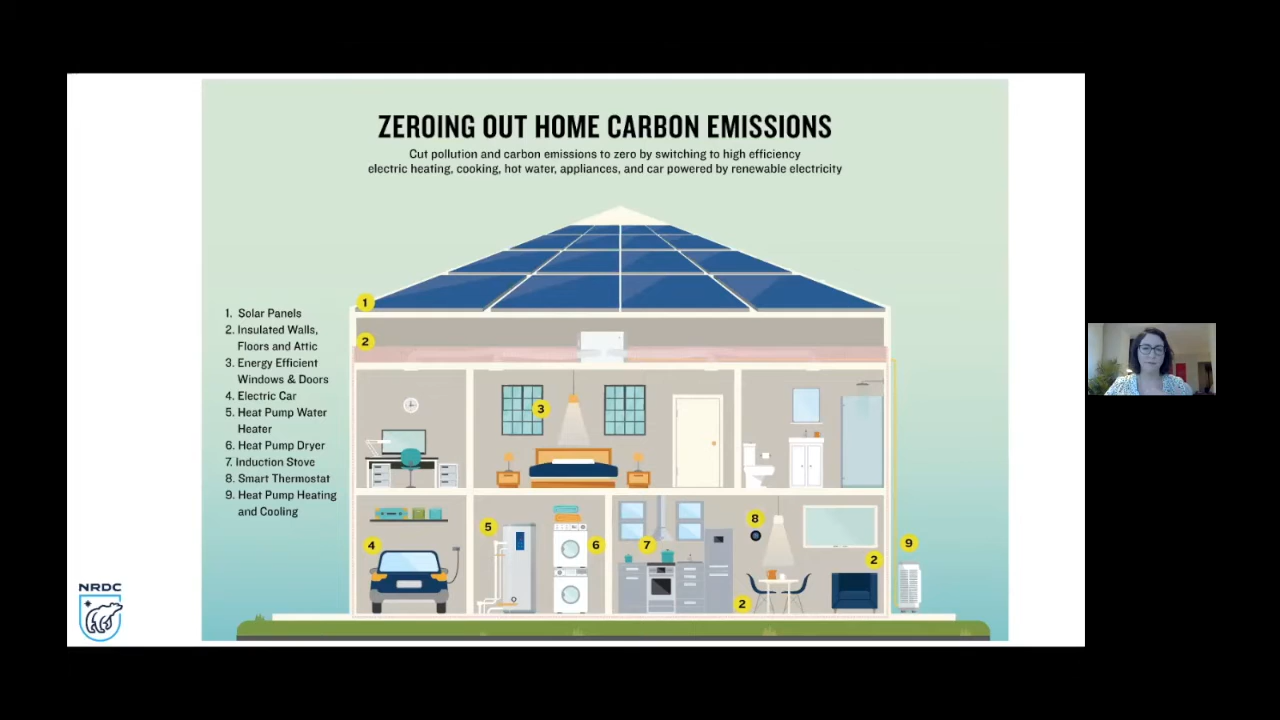 ZEROING OUT HOME CARBON EMISSIONS
Cut pollution and carbon emissions to zero by switching to high efficiency
electric heating, cooking, hot water, appliances, and car powered by renewable electricity
1. Solar Panels
2. Insulated Walls,
Floors and Attic
3. Energy Efficient
Windows & Doors
4. Electric Car
5. Heat Pump Water
Heater
6. Heat Pump Dryer
7. Induction Stove
8. Smart Thermostat
9. Heat Pump Heating
and Cooling
1
2
3
4
5
6
7
8
2
2
9
NRDC